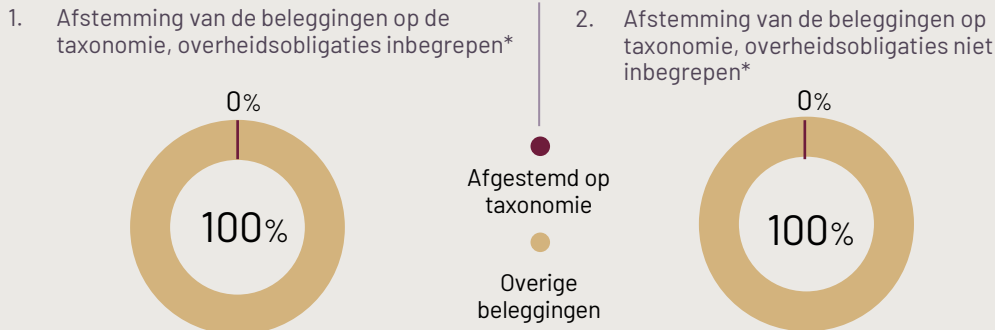 1. Afstemming van de beleggingen op de
taxonomie, overheidsobligaties inbegrepen*
0%
100%
Afgestemd op
taxonomie
Overige
beleggingen
2. Afstemming van de beleggingen op
taxonomie, overheidsobligaties niet
inbegrepen*
0%
100%